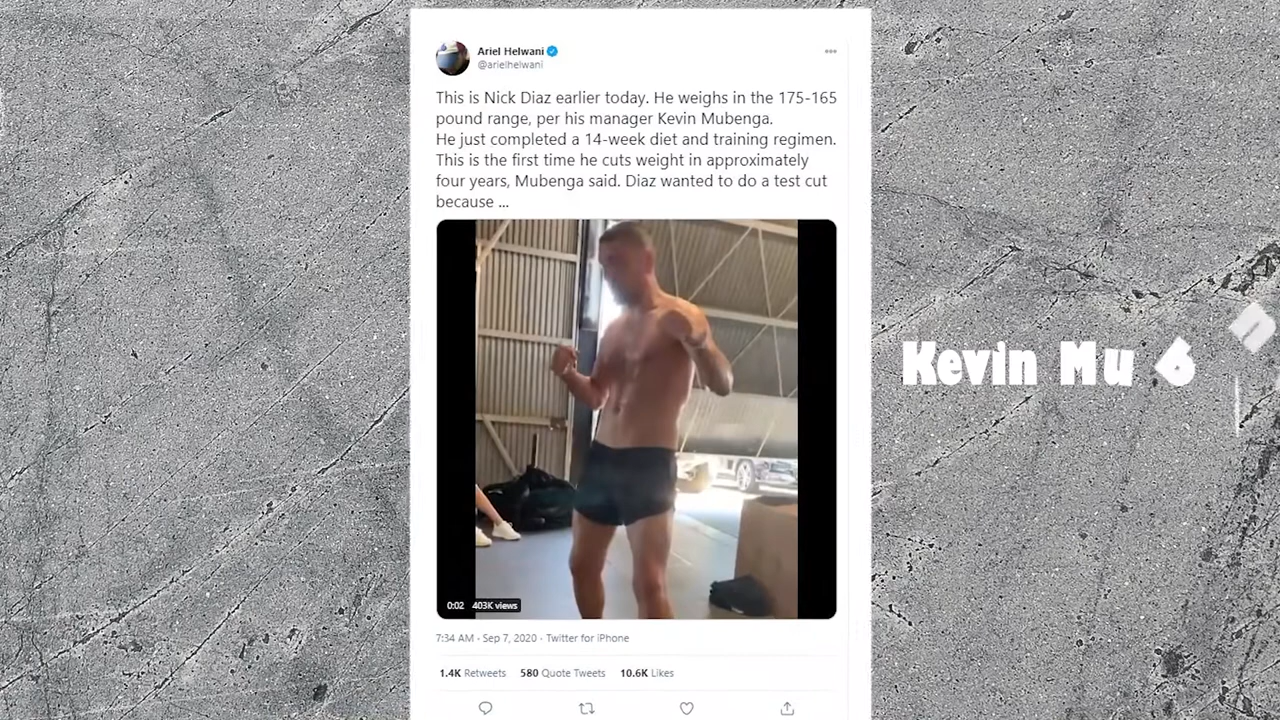 Ariel Helwani
@arielhelwani
This is Nick Diaz earlier today. He weighs in the 175-165
pound range, per his manager Kevin Mubenga.
He just completed a 14-week diet and training regimen.
This is the first time he cuts weight in approximately
four years, Mubenga said. Diaz wanted to do a test cut
because ...
0:02 403K views
7:34 AM · Sep 7, 2020 · Twitter for iPhone
1.4K Retweets 580 Quote Tweets 10.6K Likes
Kevin Mu